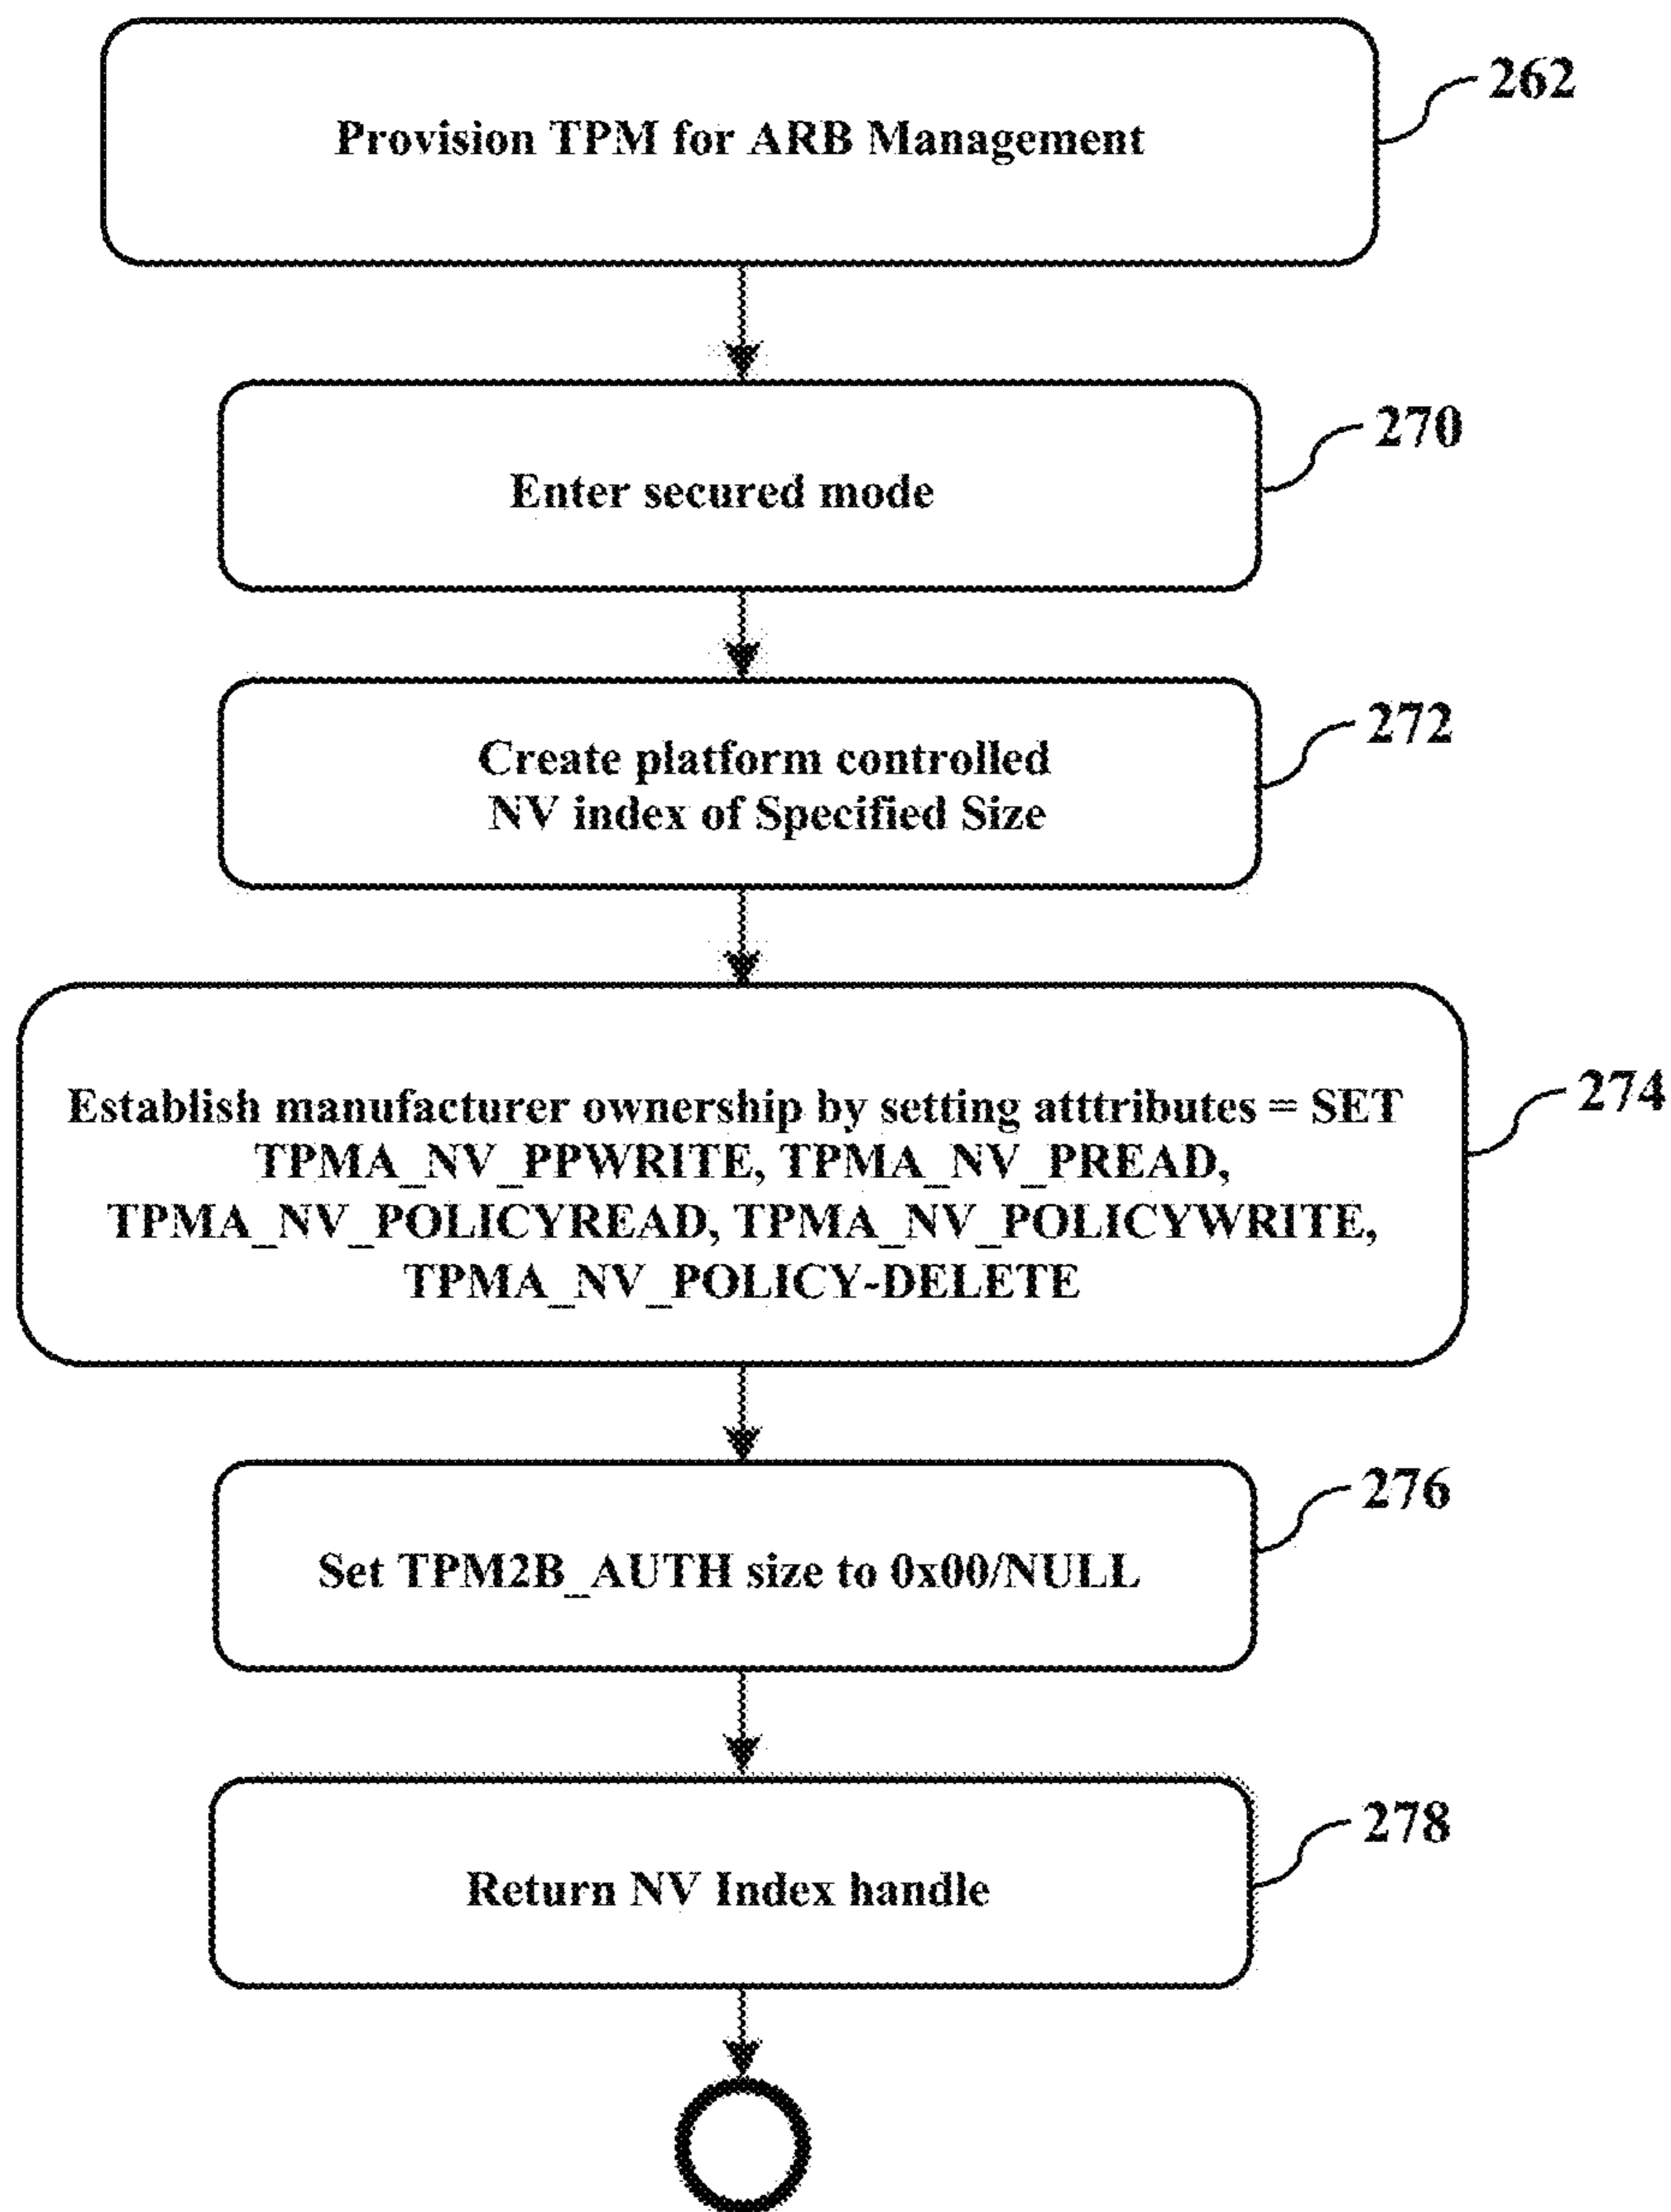 Provision TPM for ARB Management
262
Enter secured mode
270
Create platform controlled
NV index of Specified Size
272
Establish manufacturer ownership by setting atttributes = SET
TPMA_NV_PPWRITE, TPMA_NV_PREAD,
TPMA_NV_POLICYREAD, TPMA_NV_POLICYWRITE,
TPMA_NV_POLICY-DELETE
274
Set TPM2B_AUTH size to 0x00/NULL
276
Return NV Index handle
278